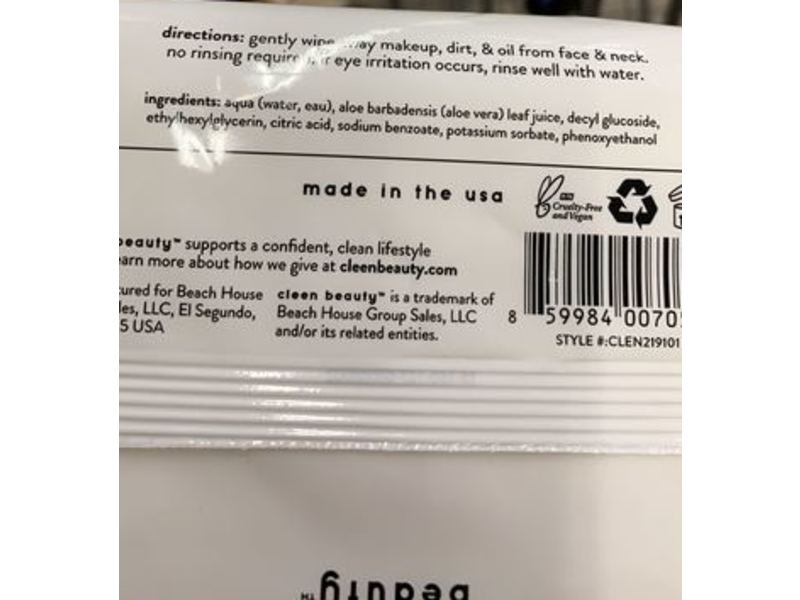 directions: gently wipe away makeup, dirt, & oil from face & neck.
no rinsing required. If eye irritation occurs, rinse well with water.
ingredients: aqua (water, eau), aloe barbadensis (aloe vera) leaf juice, decyl glucoside,
ethylhexylglycerin, citric acid, sodium benzoate, potassium sorbate, phenoxyethanol
made in the usa
Cruelty-Free
and Vegan
beauty™ supports a confident, clean lifestyle
arn more about how we give at cleenbeauty.com
tured for Beach House
les, LLC, El Segundo,
5 USA
cleen beauty™ is a trademark of
Beach House Group Sales, LLC
and/or its related entities.
8 59984 0070
STYLE #:CLEN219101
beauty™